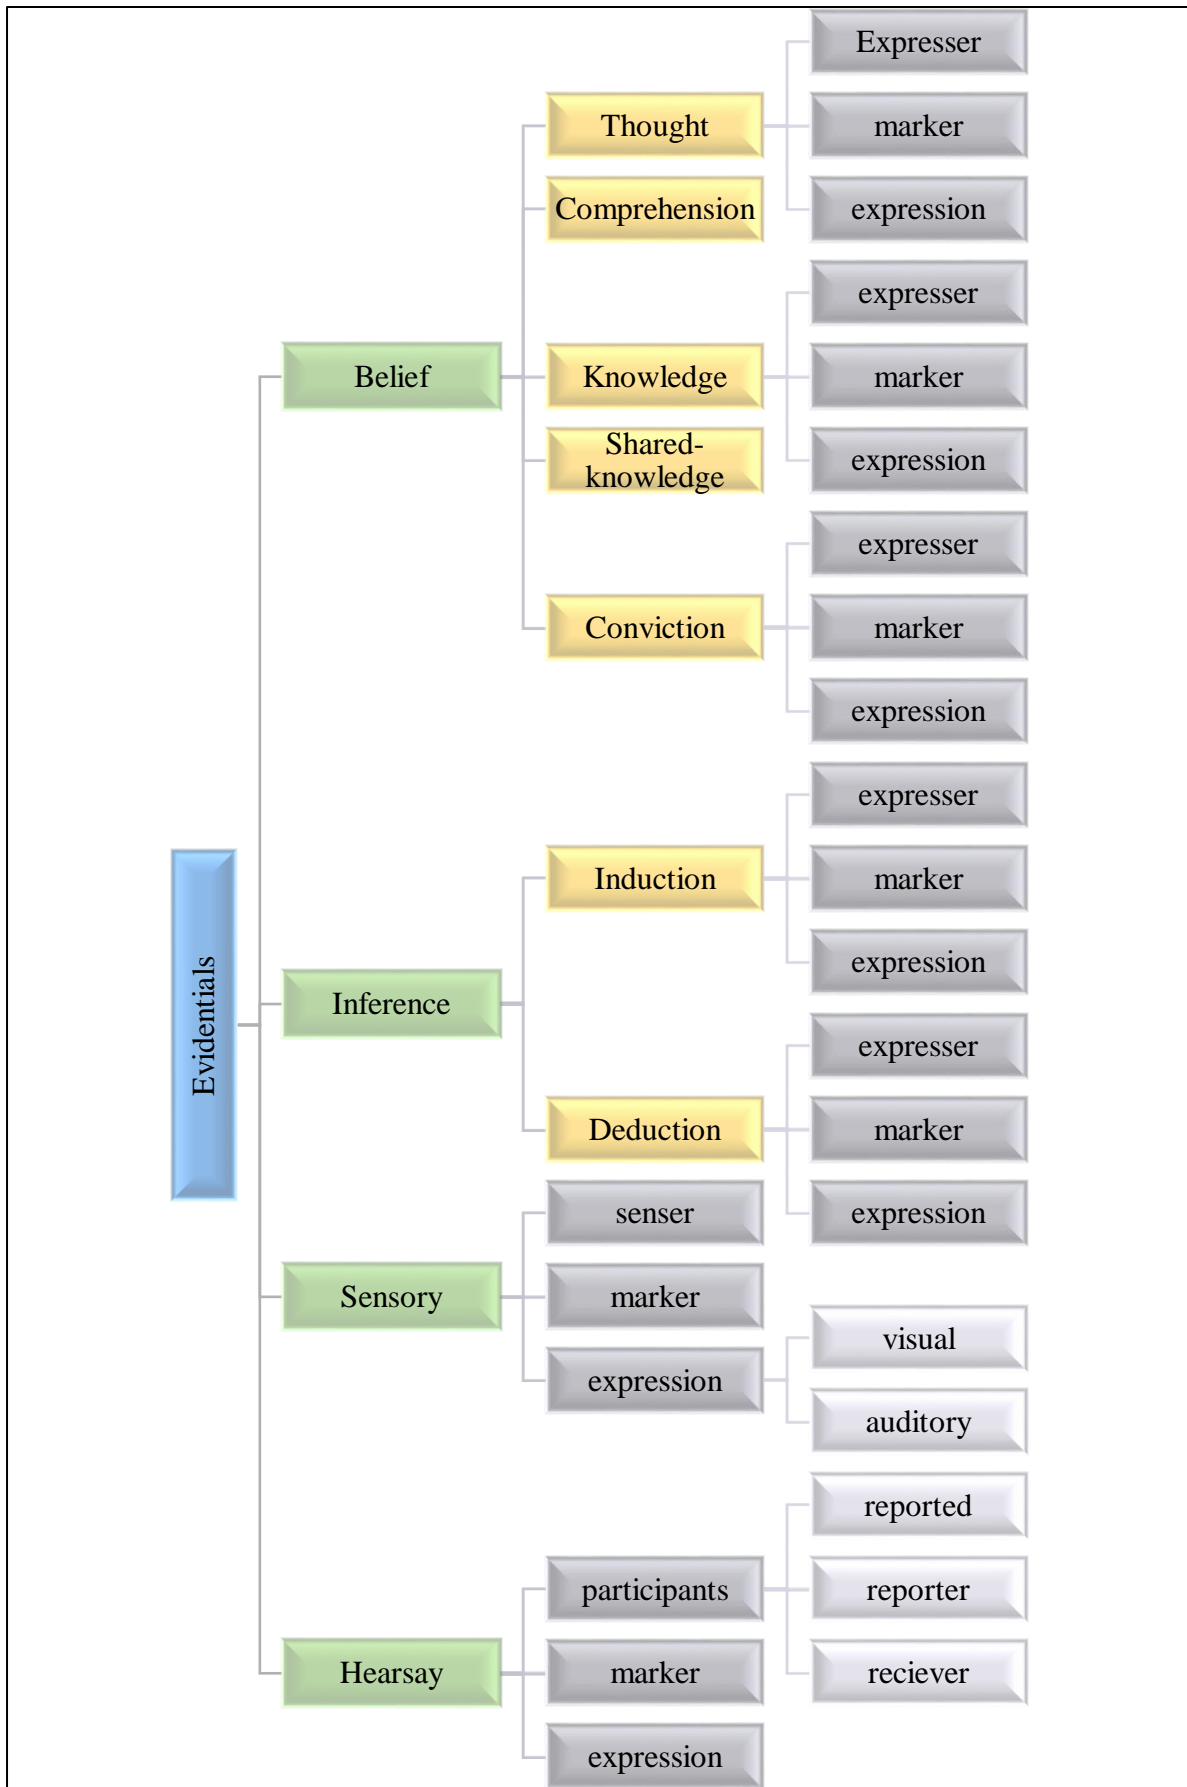 Evidentials
Belief
Thought
Expresser
marker
expression
Comprehension
Knowledge
expresser
marker
expression
Shared-
knowledge
Conviction
expresser
marker
expression
Inference
Induction
expresser
marker
expression
Deduction
expresser
marker
expression
Sensory
senser
marker
expression
visual
auditory
Hearsay
participants
reported
reporter
reciever
marker
expression